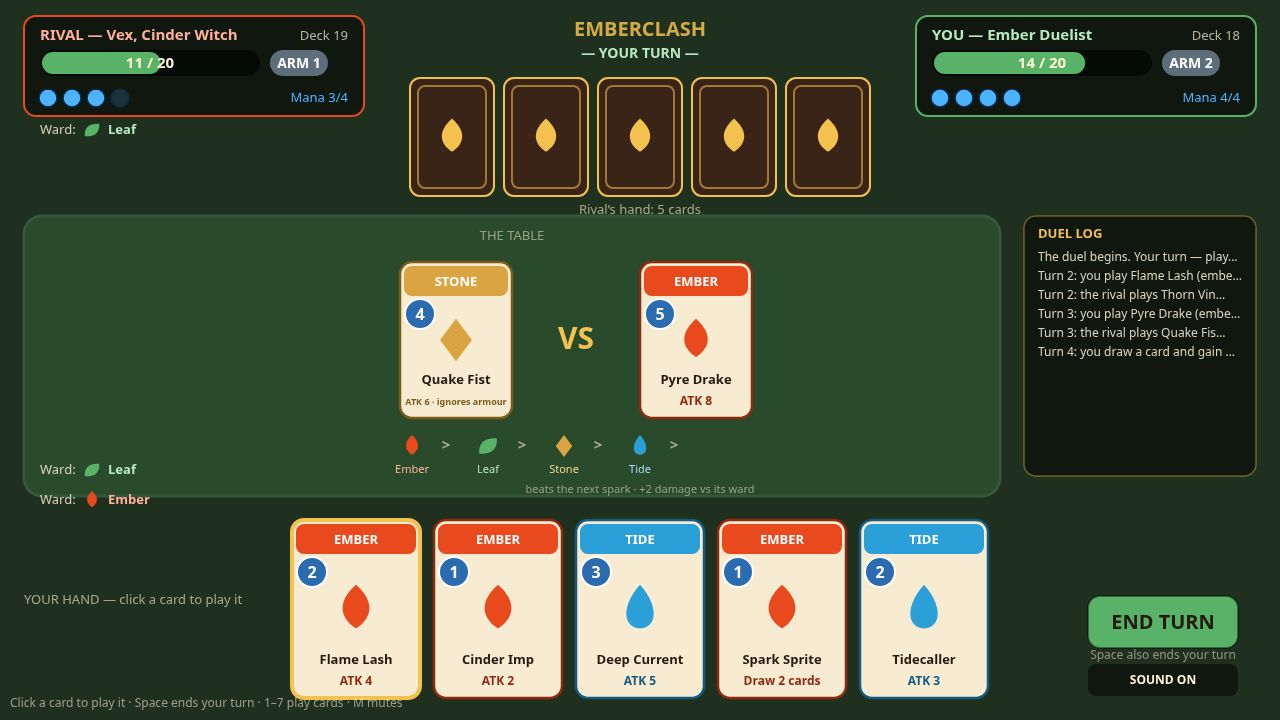 RIVAL — Vex, Cinder Witch
Deck 19
11 / 20
ARM 1
Mana 3/4
Ward: Leaf
EMBERCLASH
— YOUR TURN —
YOU — Ember Duelist
Deck 18
14 / 20
ARM 2
Mana 4/4
Rival's hand: 5 cards
THE TABLE
STONE
4
Quake Fist
ATK 6 · ignores armour
VS
EMBER
5
Pyre Drake
ATK 8
Ember > Leaf > Stone > Tide >
beats the next spark · +2 damage vs its ward
Ward: Leaf
Ward: Ember
DUEL LOG
The duel begins. Your turn — play...
Turn 2: you play Flame Lash (embe...
Turn 2: the rival plays Thorn Vin...
Turn 3: you play Pyre Drake (embe...
Turn 3: the rival plays Quake Fis...
Turn 4: you draw a card and gain ...
YOUR HAND — click a card to play it
EMBER
2
Flame Lash
ATK 4
EMBER
1
Cinder Imp
ATK 2
TIDE
3
Deep Current
ATK 5
EMBER
1
Spark Sprite
Draw 2 cards
TIDE
2
Tidecaller
ATK 3
END TURN
Space also ends your turn
SOUND ON
Click a card to play it · Space ends your turn · 1–7 play cards · M mutes